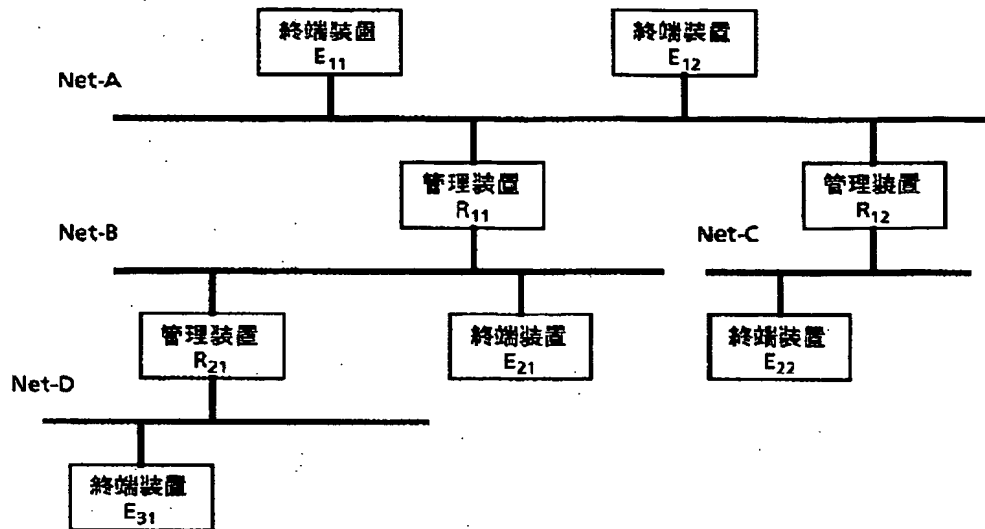 終端装置
E11
終端装置
E12
Net-A
管理装置
R11
管理装置
R12
Net-B
Net-C
管理装置
R21
終端装置
E21
終端装置
E22
Net-D
終端装置
E31